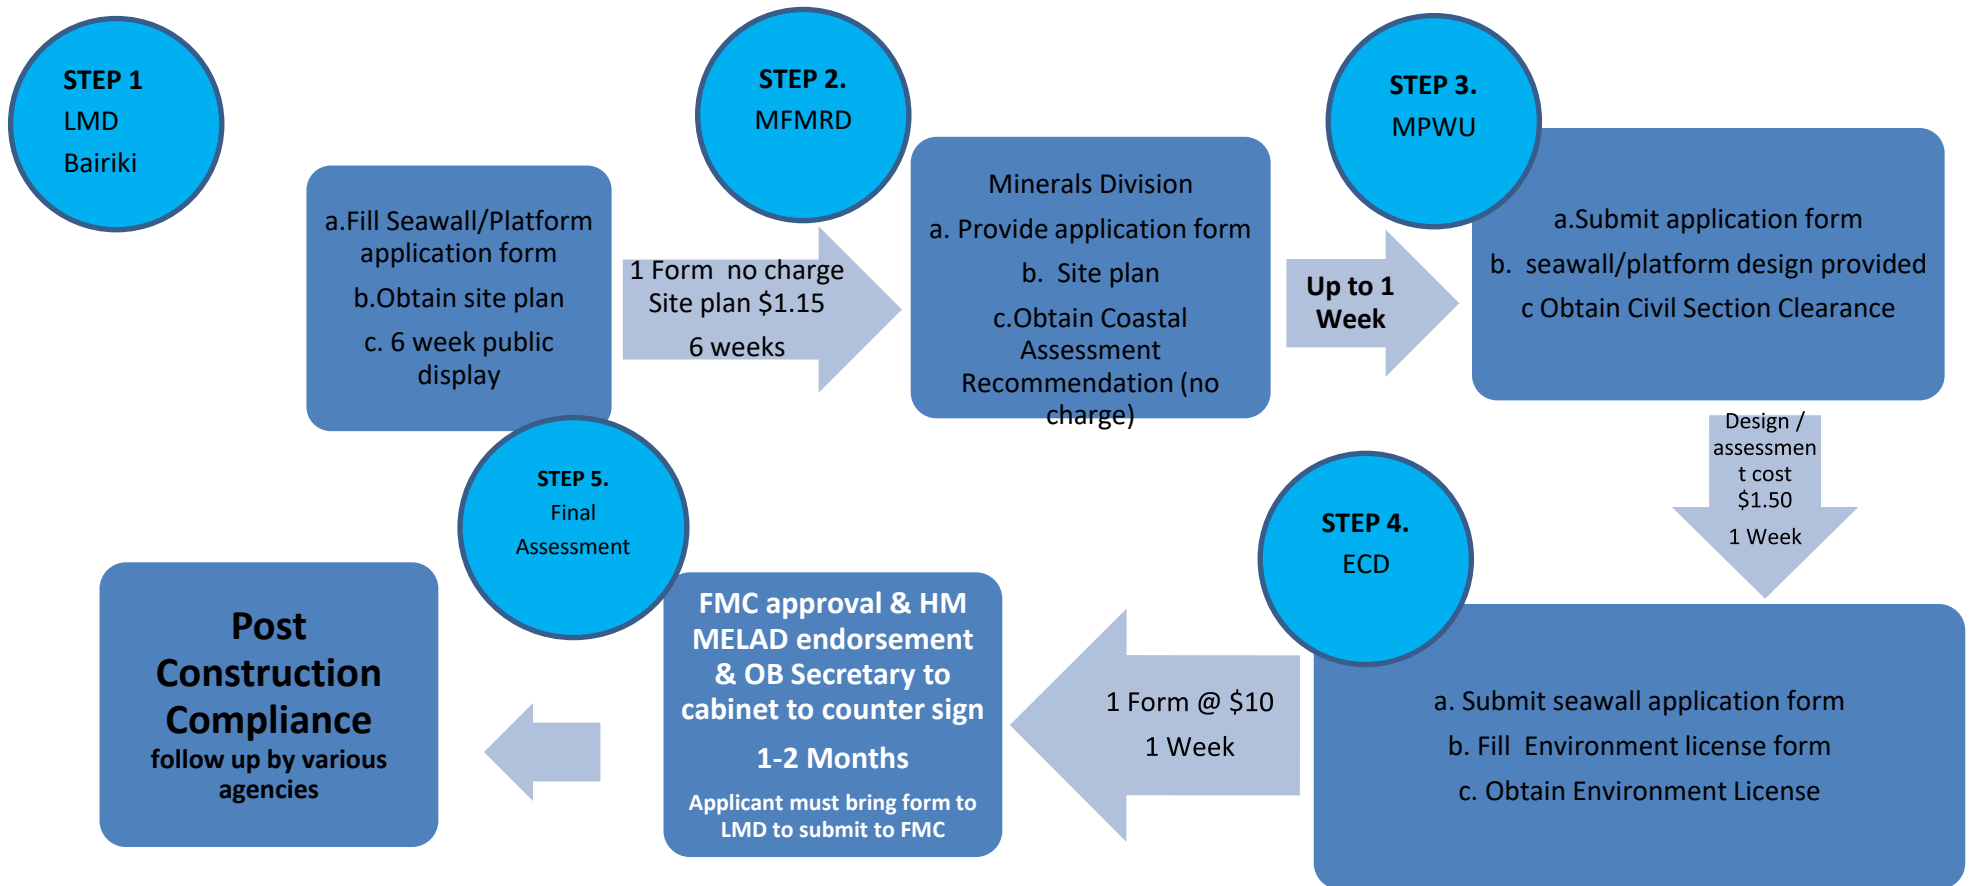 STEP 1
LMD
Bairiki
a.Fill Seawall/Platform
application form
b.Obtain site plan
c. 6 week public
display
1 Form  no charge
Site plan $1.15
6 weeks
STEP 2.
MFMRD
Minerals Division
a. Provide application form
b.  Site plan
c.Obtain Coastal
Assessment
Recommendation (no
charge)
Up to 1
Week
STEP 3.
MPWU
a.Submit application form
b.  seawall/platform design provided
c Obtain Civil Section Clearance
Design /
assessmen
t cost
$1.50
1 Week
STEP 4.
ECD
a. Submit seawall application form
b. Fill  Environment license form
c. Obtain Environment License
1 Form @ $10
1 Week
STEP 5.
Final
Assessment
FMC approval & HM
MELAD endorsement
& OB Secretary to
cabinet to counter sign
1-2 Months
Applicant must bring form to
LMD to submit to FMC
Post
Construction
Compliance
follow up by various
agencies